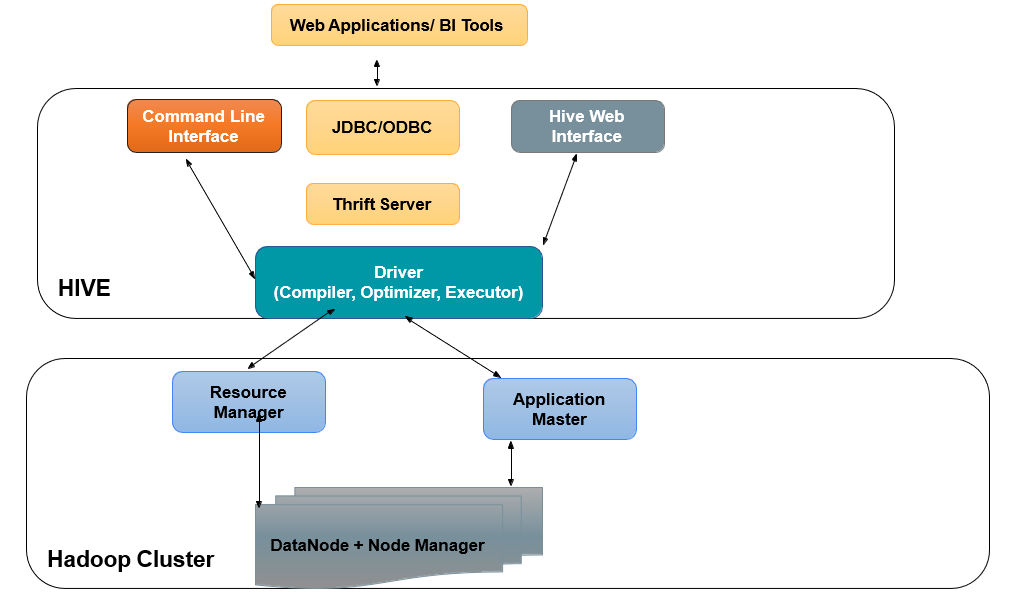 Web Applications/ BI Tools
Command Line
Interface
JDBC/ODBC
Hive Web
Interface
Thrift Server
Driver
(Compiler, Optimizer, Executor)
HIVE
Resource
Manager
Application
Master
DataNode + Node Manager
Hadoop Cluster